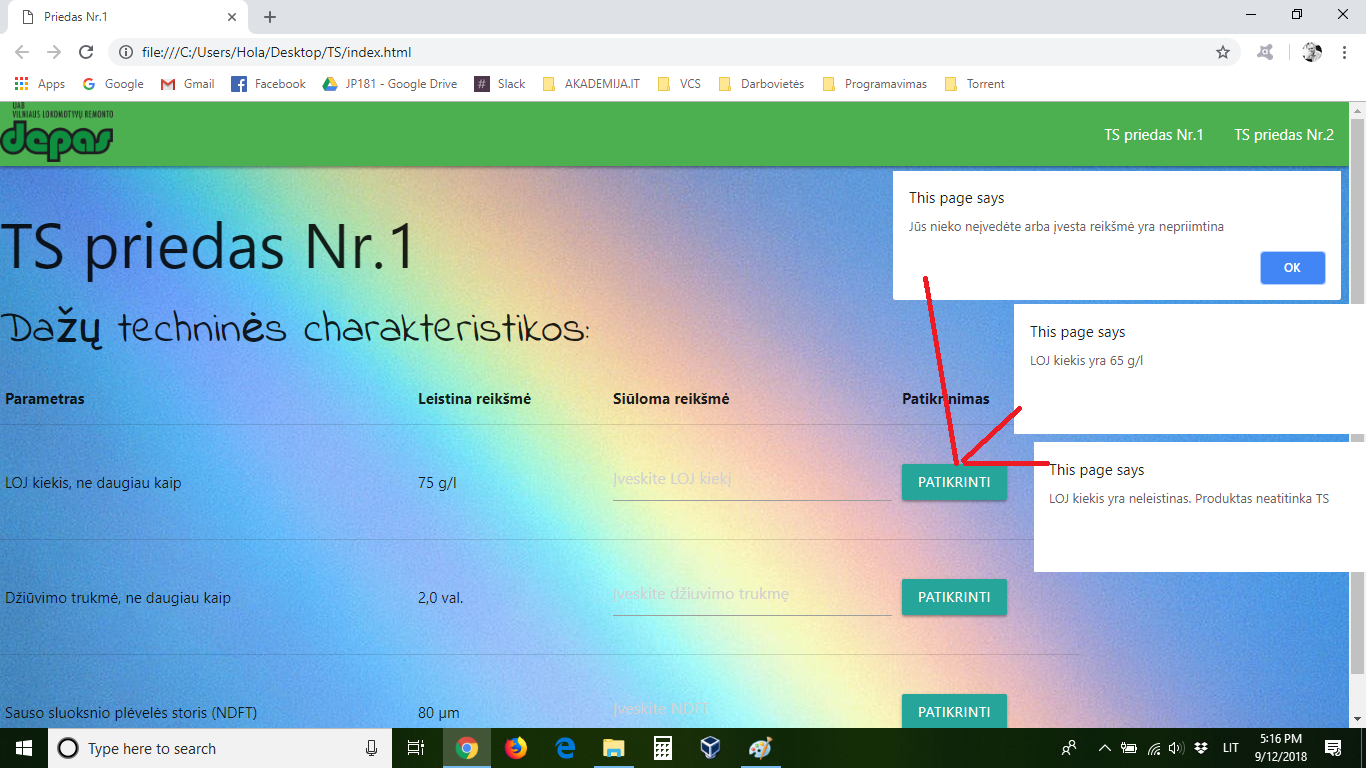 Priedas Nr.1
file:///C:/Users/Hola/Desktop/TS/index.html
Apps Google Gmail Facebook JP181 - Google Drive # Slack AKADEMIJA.IT VCS Darbovietės Programavimas Torrent
UAB
VILNIAUS LOKOMOTYVŲ REMONTO
depas
TS priedas Nr.1 TS priedas Nr.2
This page says
Jūs nieko neįvedėte arba įvesta reikšmė yra nepriimtina
OK
TS priedas Nr.1
Dažų techninės charakteristikos:
This page says
LOJ kiekis yra 65 g/l
Parametras Leistina reikšmė Siūloma reikšmė Patikrinimas
This page says
LOJ kiekis yra neleistinas. Produktas neatitinka TS
LOJ kiekis, ne daugiau kaip 75 g/l Įveskite LOJ kiekį PATIKRINTI
Džiūvimo trukmė, ne daugiau kaip 2,0 val. Įveskite džiuvimo trukmę PATIKRINTI
Sauso sluoksnio plėvelės storis (NDFT) 80 µm Įveskite PATIKRINTI
Type here to search
LIT
5:16 PM
9/12/2018